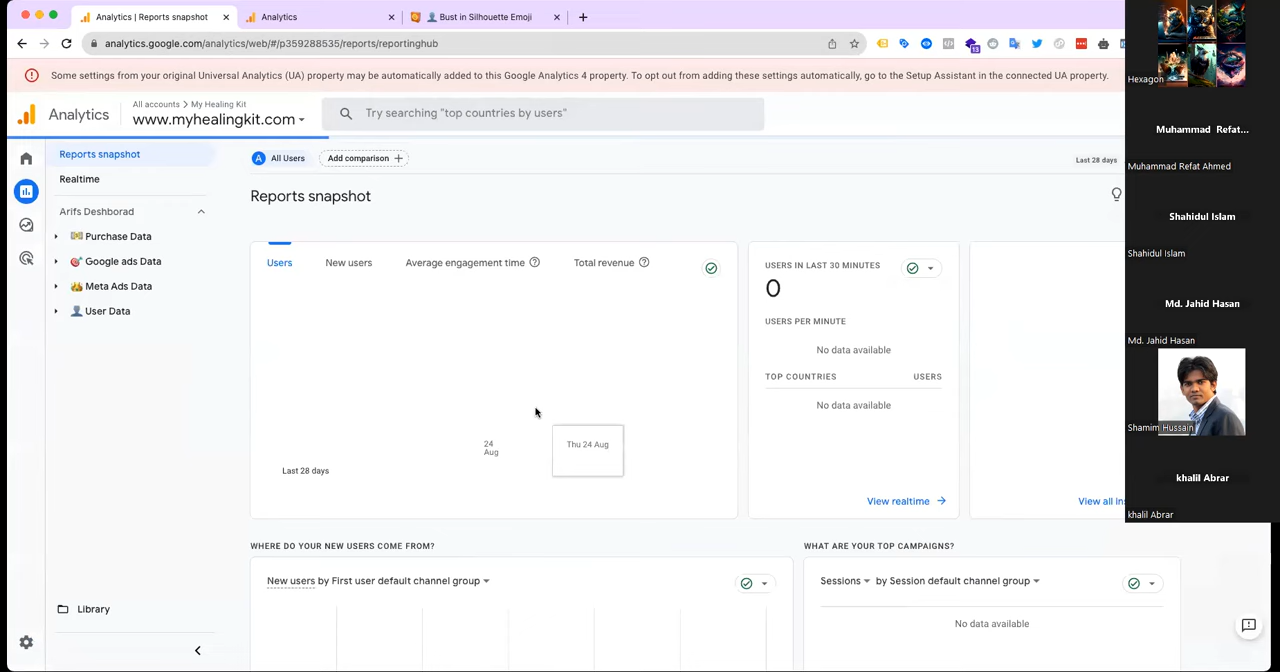 Analytics | Reports snapshot
Analytics
Bust in Silhouette Emoji
analytics.google.com/analytics/web/#/p359288535/reports/reportinghub
13
Some settings from your original Universal Analytics (UA) property may be automatically added to this Google Analytics 4 property. To opt out from adding these settings automatically, go to the Setup Assistant in the connected UA property.
Analytics
All accounts > My Healing Kit
www.myhealingkit.com
Try searching "top countries by users"
Reports snapshot
Realtime
Arifs Deshborad
Purchase Data
Google ads Data
Meta Ads Data
User Data
Library
A All Users
Add comparison +
Last 28 days
Reports snapshot
Users
New users
Average engagement time
Total revenue
24
Aug
Thu 24 Aug
Last 28 days
USERS IN LAST 30 MINUTES
0
USERS PER MINUTE
No data available
TOP COUNTRIES
USERS
No data available
View realtime
View all ins
WHERE DO YOUR NEW USERS COME FROM?
New users by First user default channel group
WHAT ARE YOUR TOP CAMPAIGNS?
Sessions by Session default channel group
No data available
Hexagon
Muhammad Refat...
Muhammad Refat Ahmed
Shahidul Islam
Shahidul Islam
Md. Jahid Hasan
Md. Jahid Hasan
Shamim Hussain
khalil Abrar
khalil Abrar